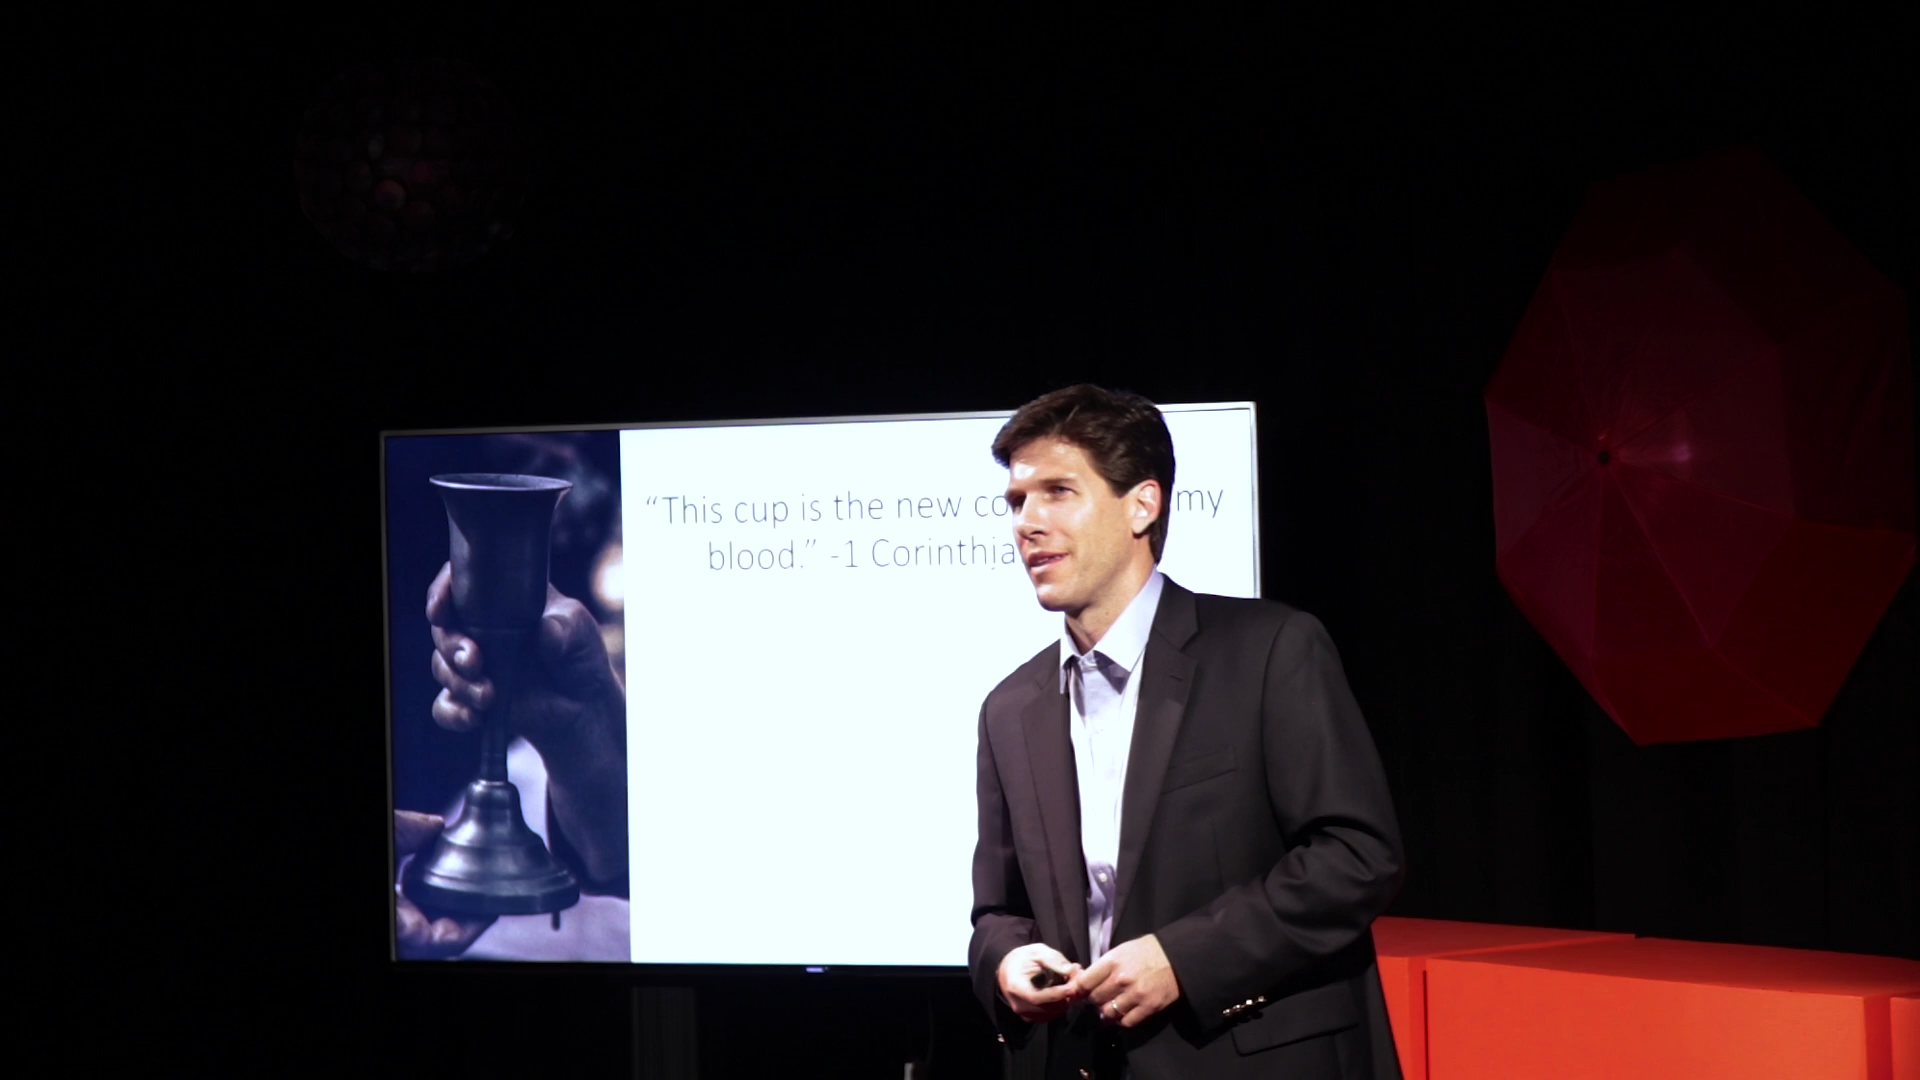 “This cup is the new my
blood.” -1